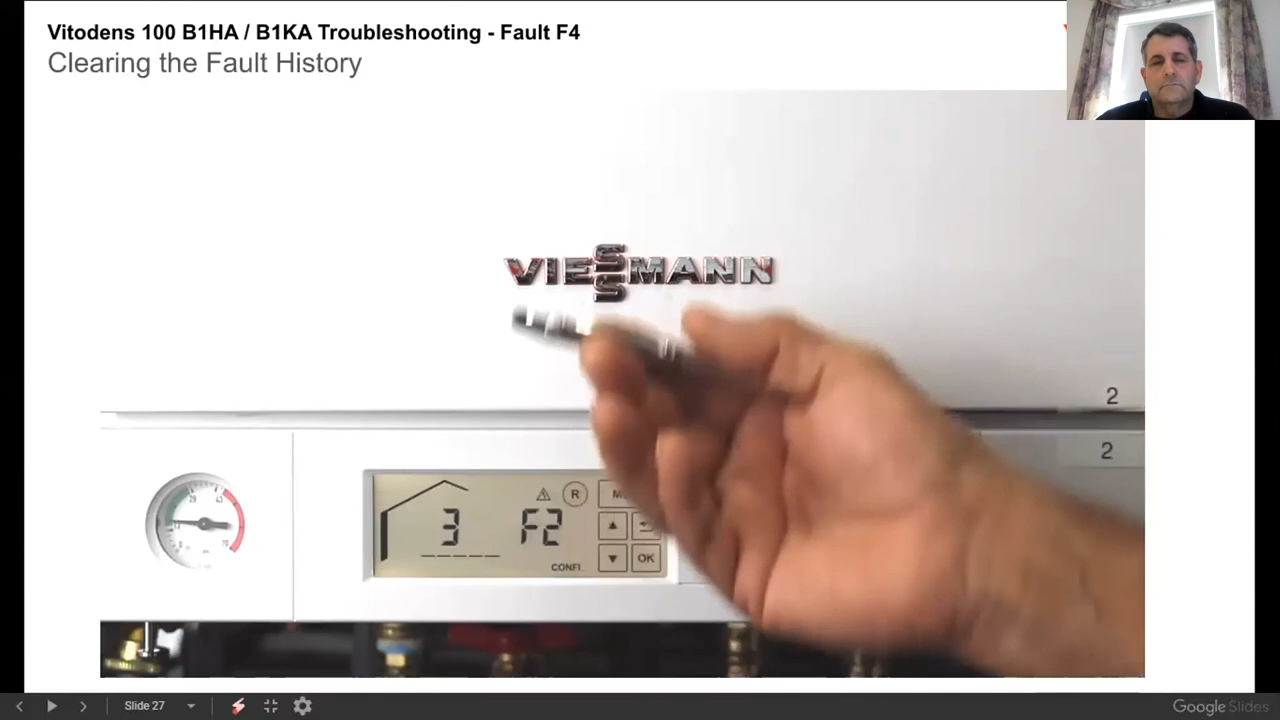 Vitodens 100 B1HA / B1KA Troubleshooting - Fault F4
Clearing the Fault History
VIESSMANN
2
2
R
3 F2
OK
CONFI
Slide 27
Google Slides